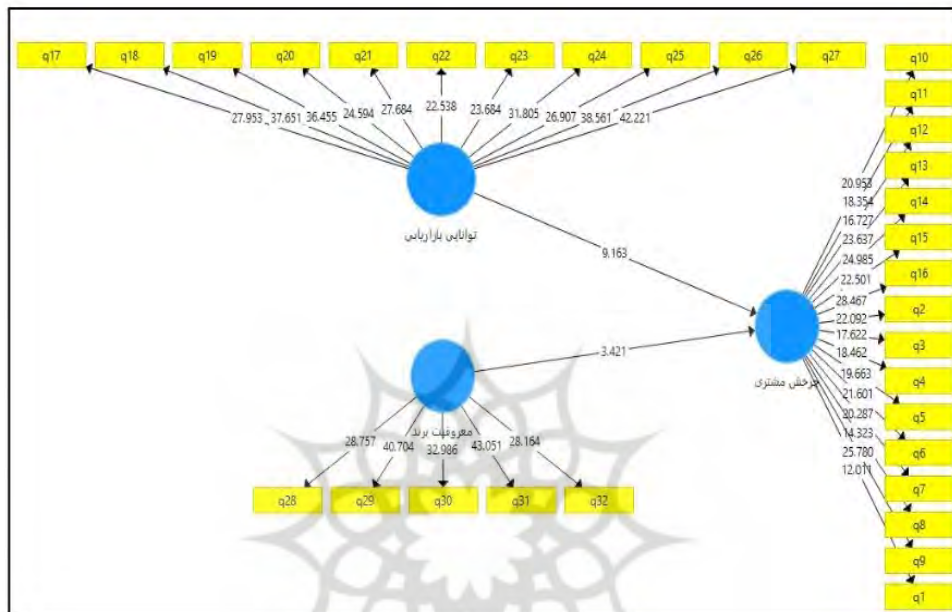 q17 q18 q19 q20 q21 q22 q23 q24 q25 q26 q27
27.953 37.651 36.455 24.594 27.684 22.538 23.684 31.805 26.907 38.561 42.221
توانایی بازاریابی
9.163
3.421
معروفیت برند
28.757 40.704 32.986 43.051 28.164
q28 q29 q30 q31 q32
چرخش مشتری
20.953
18.354
16.727
23.637
24.985
22.501
28.467
22.092
17.622
18.462
19.663
21.601
20.287
14.323
25.780
12.011
q10
q11
q12
q13
q14
q15
q16
q2
q3
q4
q5
q6
q7
q8
q9
q1